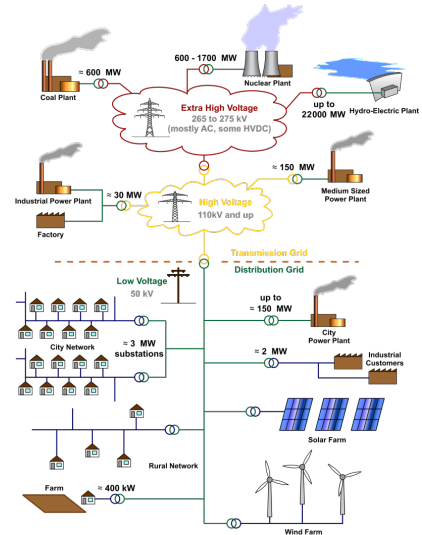 600 - 1700 MW
≈ 600 MW
Nuclear Plant
Coal Plant
Extra High Voltage
265 to 275 kV
(mostly AC, some HVDC)
up to
22000 MW
Hydro-Electric Plant
≈ 150 MW
Industrial Power Plant
≈ 30 MW
High Voltage
110kV and up
Medium Sized
Power Plant
Factory
Transmission Grid
Distribution Grid
Low Voltage
50 kV
up to
≈ 150 MW
City
Power Plant
City Network
≈ 3 MW
substations
≈ 2 MW
Industrial
Customers
Solar Farm
Rural Network
Farm
≈ 400 kW
Wind Farm